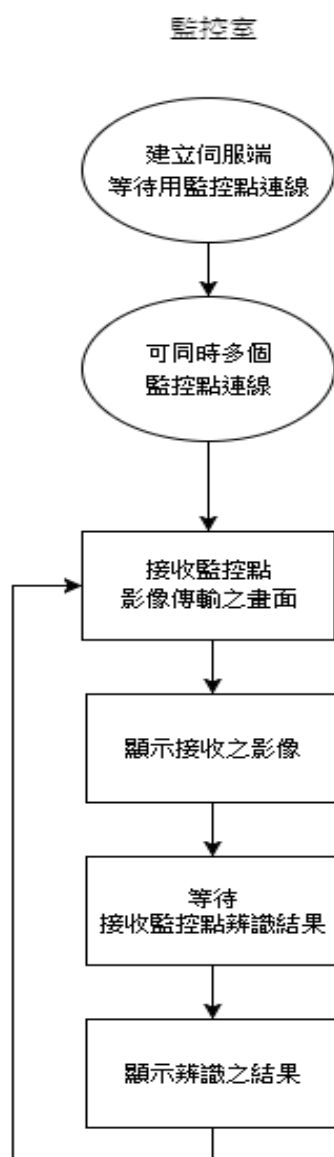 監控室
建立伺服端
等待用監控點連線
可同時多個
監控點連線
接收監控點
影像傳輸之畫面
顯示接收之影像
等待
接收監控點辨識結果
顯示辨識之結果